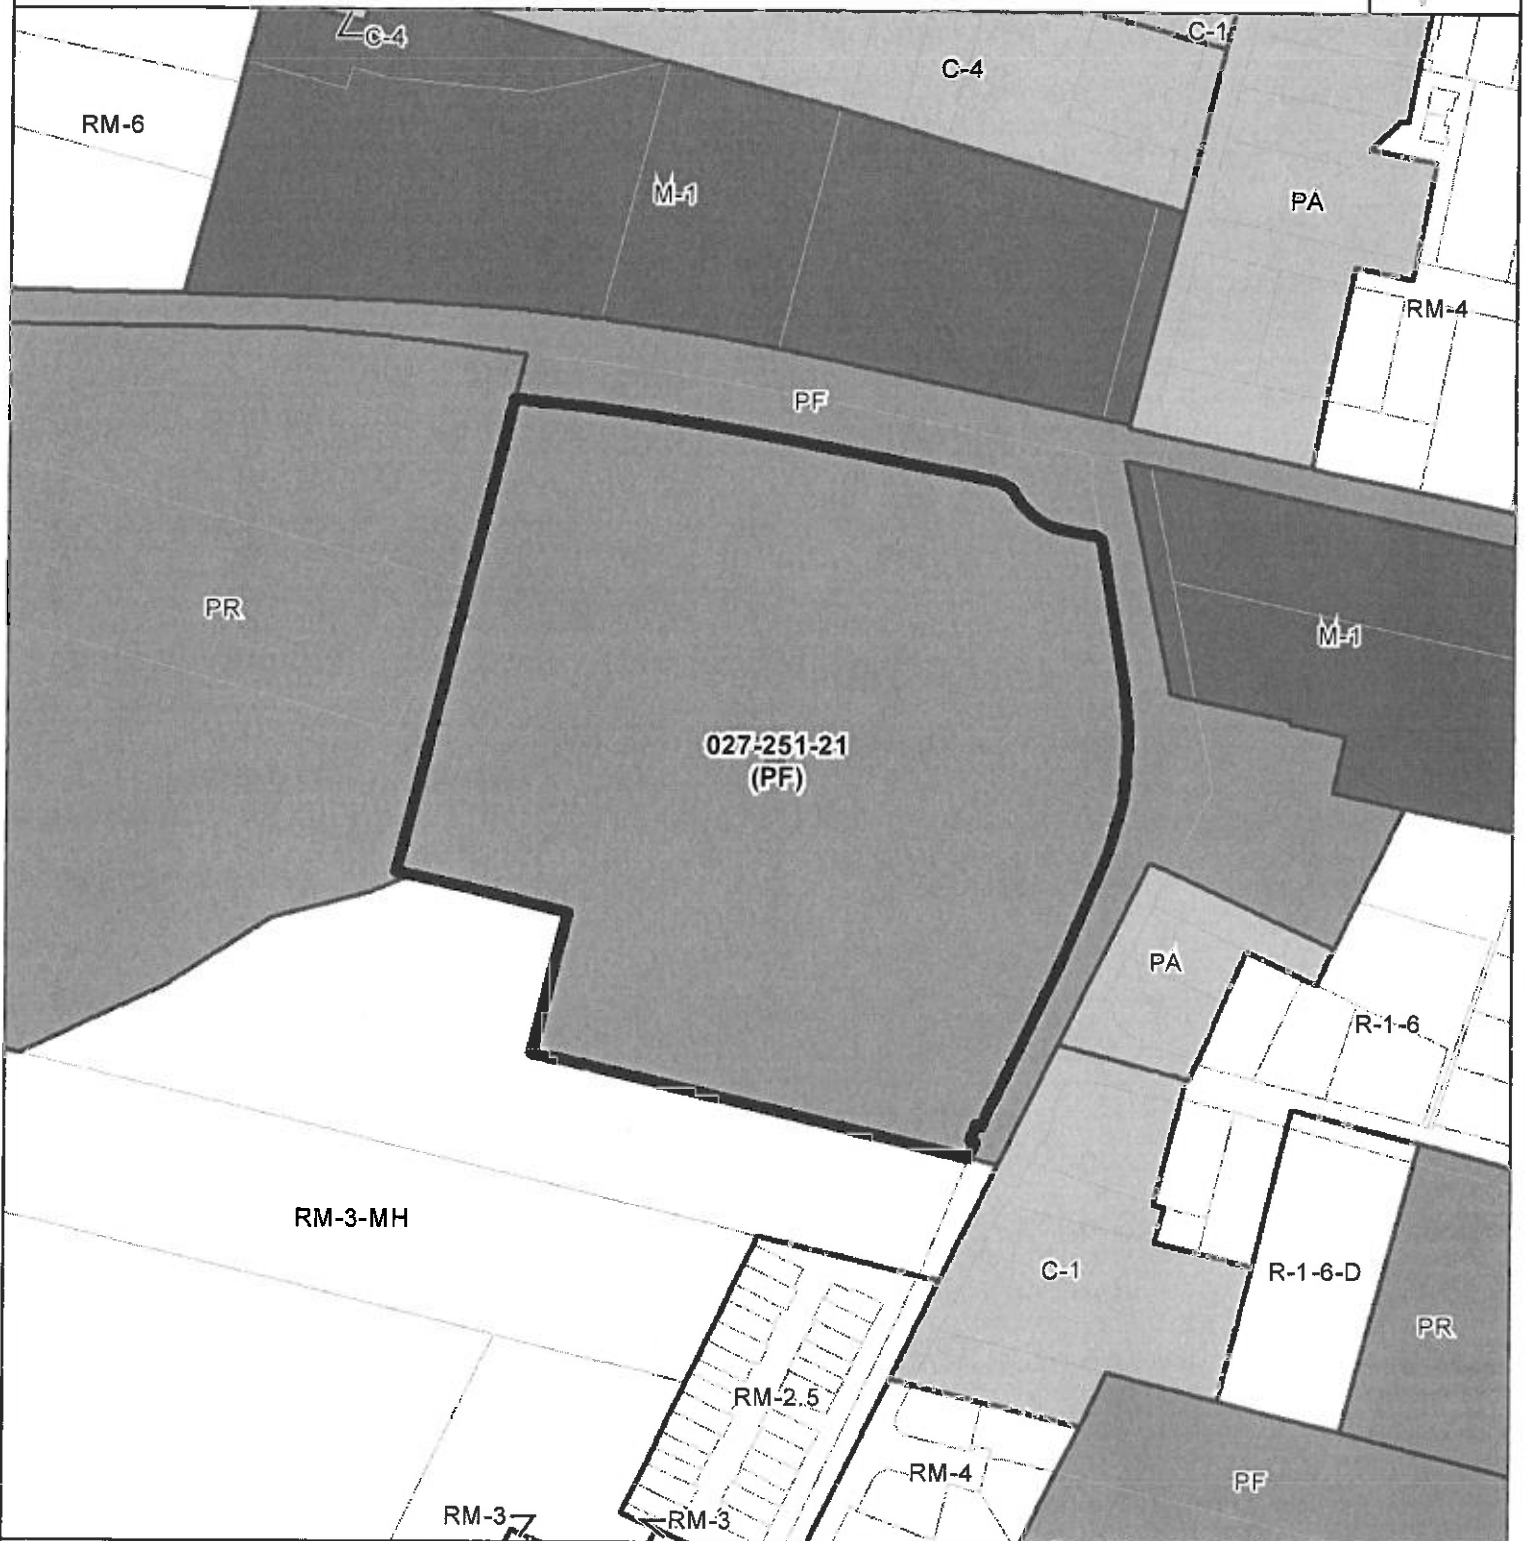 C-4
C-1
C-4
RM-6
M-1
PA
RM-4
PF
PR
M-1
027-251-21
(PF)
PA
R-1-6
RM-3-MH
C-1
R-1-6-D
PR
RM-2.5
RM-4
PF
RM-3
RM-3